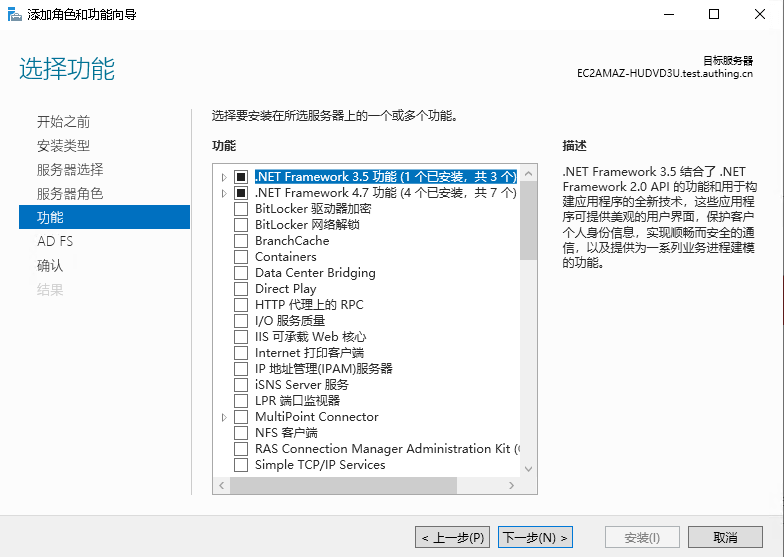 添加角色和功能向导
选择功能
目标服务器
EC2AMAZ-HUDVD3U.test.authing.cn
开始之前
安装类型
服务器选择
服务器角色
功能
AD FS
确认
结果
选择要安装在所选服务器上的一个或多个功能。
功能
.NET Framework 3.5 功能 (1 个已安装，共 3 个)
.NET Framework 4.7 功能 (4 个已安装，共 7 个)
BitLocker 驱动器加密
BitLocker 网络解锁
BranchCache
Containers
Data Center Bridging
Direct Play
HTTP 代理上的 RPC
I/O 服务质量
IIS 可承载 Web 核心
Internet 打印客户端
IP 地址管理(IPAM)服务器
iSNS Server 服务
LPR 端口监视器
MultiPoint Connector
NFS 客户端
RAS Connection Manager Administration Kit (
Simple TCP/IP Services
描述
.NET Framework 3.5 结合了 .NET
Framework 2.0 API 的功能和用于构
建应用程序的全新技术，这些应用程
序可提供美观的用户界面，保护客户
个人身份信息，实现顺畅而安全的通
信，以及提供为一系列业务进程建模
的功能。
< 上一步(P)
下一步(N) >
安装(I)
取消